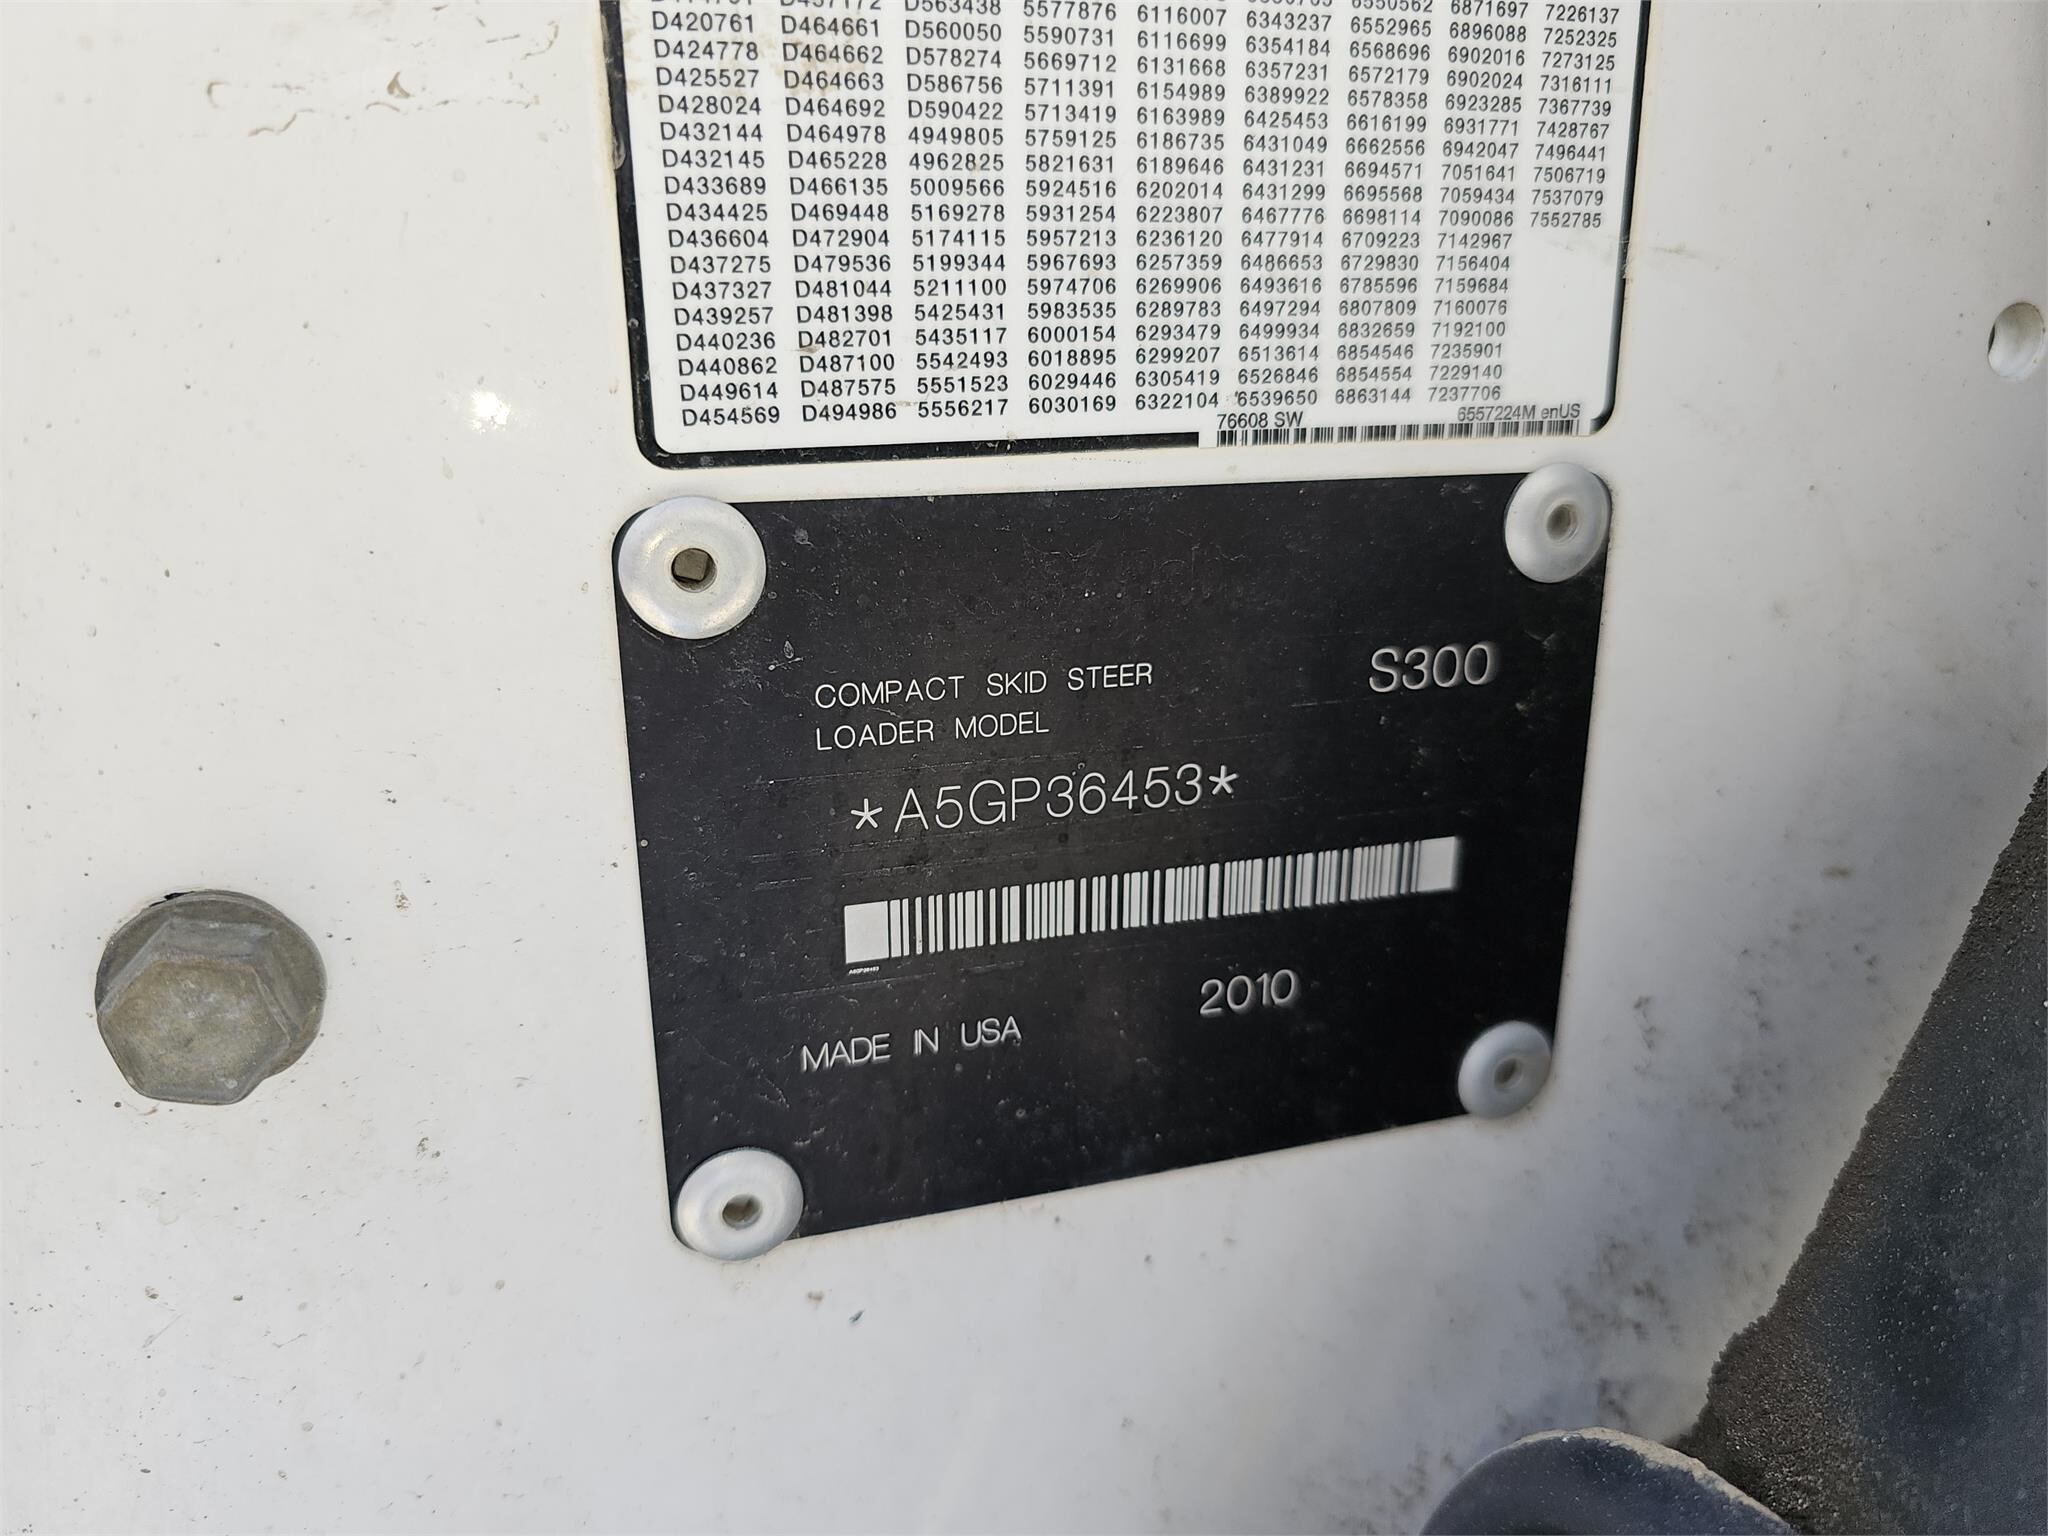 6550562 6871697 7226137
D563438 5577876 6116007 6343237 6552965 6896088 7252325
D420761 D464661 D560050 5590731 6116699 6354184 6568696 6902016 7273125
D424778 D464662 D578274 5669712 6131668 6357231 6572179 6902024 7316111
D425527 D464663 D586756 5711391 6154989 6389922 6578358 6923285 7367739
D428024 D464692 D590422 5713419 6163989 6425453 6616199 6931771 7428767
D432144 D464978 4949805 5759125 6186735 6431049 6662556 6942047 7496441
D432145 D465228 4962825 5821631 6189646 6431231 6694571 7051641 7506719
D433689 D466135 5009566 5924516 6202014 6431299 6695568 7059434 7537079
D434425 D469448 5169278 5931254 6223807 6467776 6698114 7090086 7552785
D436604 D472904 5174115 5957213 6236120 6477914 6709223 7142967
D437275 D479536 5199344 5967693 6257359 6486653 6729830 7156404
D437327 D481044 5211100 5974706 6269906 6493616 6785596 7159684
D439257 D481398 5425431 5983535 6289783 6497294 6807809 7160076
D440236 D482701 5435117 6000154 6293479 6499934 6832659 7192100
D440862 D487100 5542493 6018895 6299207 6513614 6854546 7235901
D449614 D487575 5551523 6029446 6305419 6526846 6854554 7229140
D454569 D494986 5556217 6030169 6322104 6539650 6863144 7237706
76608 SW 6557224M enUS
COMPACT SKID STEER S300
LOADER MODEL
*A5GP36453*
A5GP36453
2010
MADE IN USA